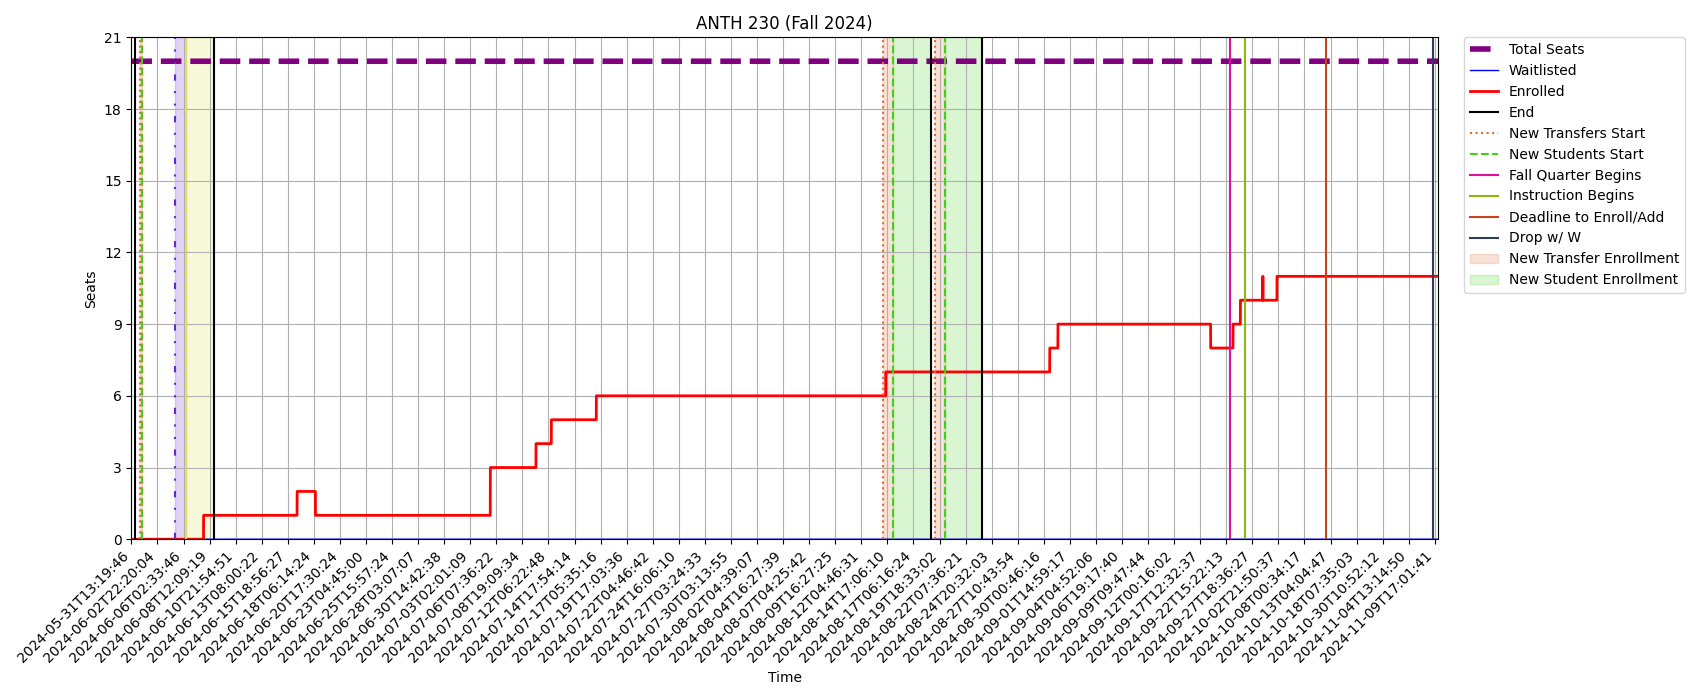 ANTH 230 (Fall 2024)
21
18
15
12
9
6
3
0
Seats
2024-05-31T13:19:46
2024-06-02T22:20:04
2024-06-06T02:33:46
2024-06-08T12:09:19
2024-06-10T21:54:51
2024-06-13T08:00:22
2024-06-15T18:56:27
2024-06-18T06:14:24
2024-06-20T17:30:24
2024-06-23T04:45:00
2024-06-25T15:57:24
2024-06-28T03:07:07
2024-06-30T14:42:38
2024-07-03T02:01:09
2024-07-06T07:36:22
2024-07-08T19:09:34
2024-07-12T06:22:48
2024-07-14T17:54:14
2024-07-17T05:35:16
2024-07-19T17:03:36
2024-07-22T04:46:42
2024-07-24T16:06:10
2024-07-27T03:24:33
2024-07-30T03:13:55
2024-08-02T04:39:07
2024-08-04T16:27:39
2024-08-07T04:25:42
2024-08-09T16:27:25
2024-08-12T04:46:31
2024-08-14T17:06:10
2024-08-17T06:16:24
2024-08-19T18:33:02
2024-08-22T07:36:21
2024-08-24T20:32:03
2024-08-27T10:43:54
2024-08-30T00:46:16
2024-09-01T14:59:17
2024-09-04T04:52:06
2024-09-06T19:17:40
2024-09-09T09:47:44
2024-09-12T00:16:02
2024-09-17T12:32:37
2024-09-22T15:22:13
2024-09-27T18:36:27
2024-10-02T21:50:37
2024-10-08T00:34:17
2024-10-13T04:04:47
2024-10-18T07:35:03
2024-10-30T10:52:12
2024-11-04T13:14:50
2024-11-09T17:01:41
Time
Total Seats
Waitlisted
Enrolled
End
New Transfers Start
New Students Start
Fall Quarter Begins
Instruction Begins
Deadline to Enroll/Add
Drop w/ W
New Transfer Enrollment
New Student Enrollment